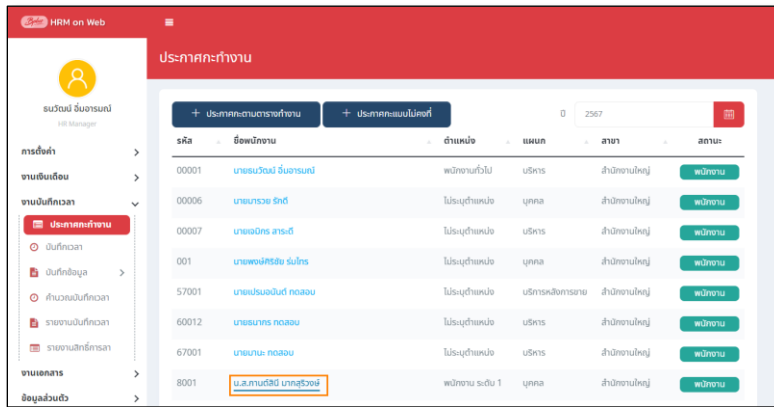 HRM on Web
ประกาศกะทำงาน
ธนวัฒน์ อิ่มอารมณ์
HR Manager
การตั้งค่า
งานเงินเดือน
งานบันทึกเวลา
ประกาศกะทำงาน
บันทึกเวลา
บันทึกข้อมูล
คำนวณบันทึกเวลา
รายงานบันทึกเวลา
รายงานสิทธิ์การลา
งานเอกสาร
ข้อมูลส่วนตัว
+ ประกาศกะตามตารางทำงาน
+ ประกาศกะแบบไม่คงที่
ปี 2567
รหัส ชื่อพนักงาน ตำแหน่ง แผนก สาขา สถานะ
00001 นายธนวัฒน์ อิ่มอารมณ์ พนักงานทั่วไป บริหาร สำนักงานใหญ่ พนักงาน
00006 นายมารวย รักดี ไม่ระบุตำแหน่ง บุคคล สำนักงานใหญ่ พนักงาน
00007 นายเอนิกร สาระดี ไม่ระบุตำแหน่ง บริหาร สำนักงานใหญ่ พนักงาน
001 นายพงษ์ศิริชัย ร่มไทร ไม่ระบุตำแหน่ง บุคคล สำนักงานใหญ่ พนักงาน
57001 นายเปรมอนันต์ ทดสอบ ไม่ระบุตำแหน่ง บริการหลังการขาย สำนักงานใหญ่ พนักงาน
60012 นายธนากร ทดสอบ ไม่ระบุตำแหน่ง บริหาร สำนักงานใหญ่ พนักงาน
67001 นายมานะ ทดสอบ ไม่ระบุตำแหน่ง บริหาร สำนักงานใหญ่ พนักงาน
8001 น.ส.กานต์สินี มากสุริวงษ์ พนักงาน ระดับ 1 บุคคล สำนักงานใหญ่ พนักงาน